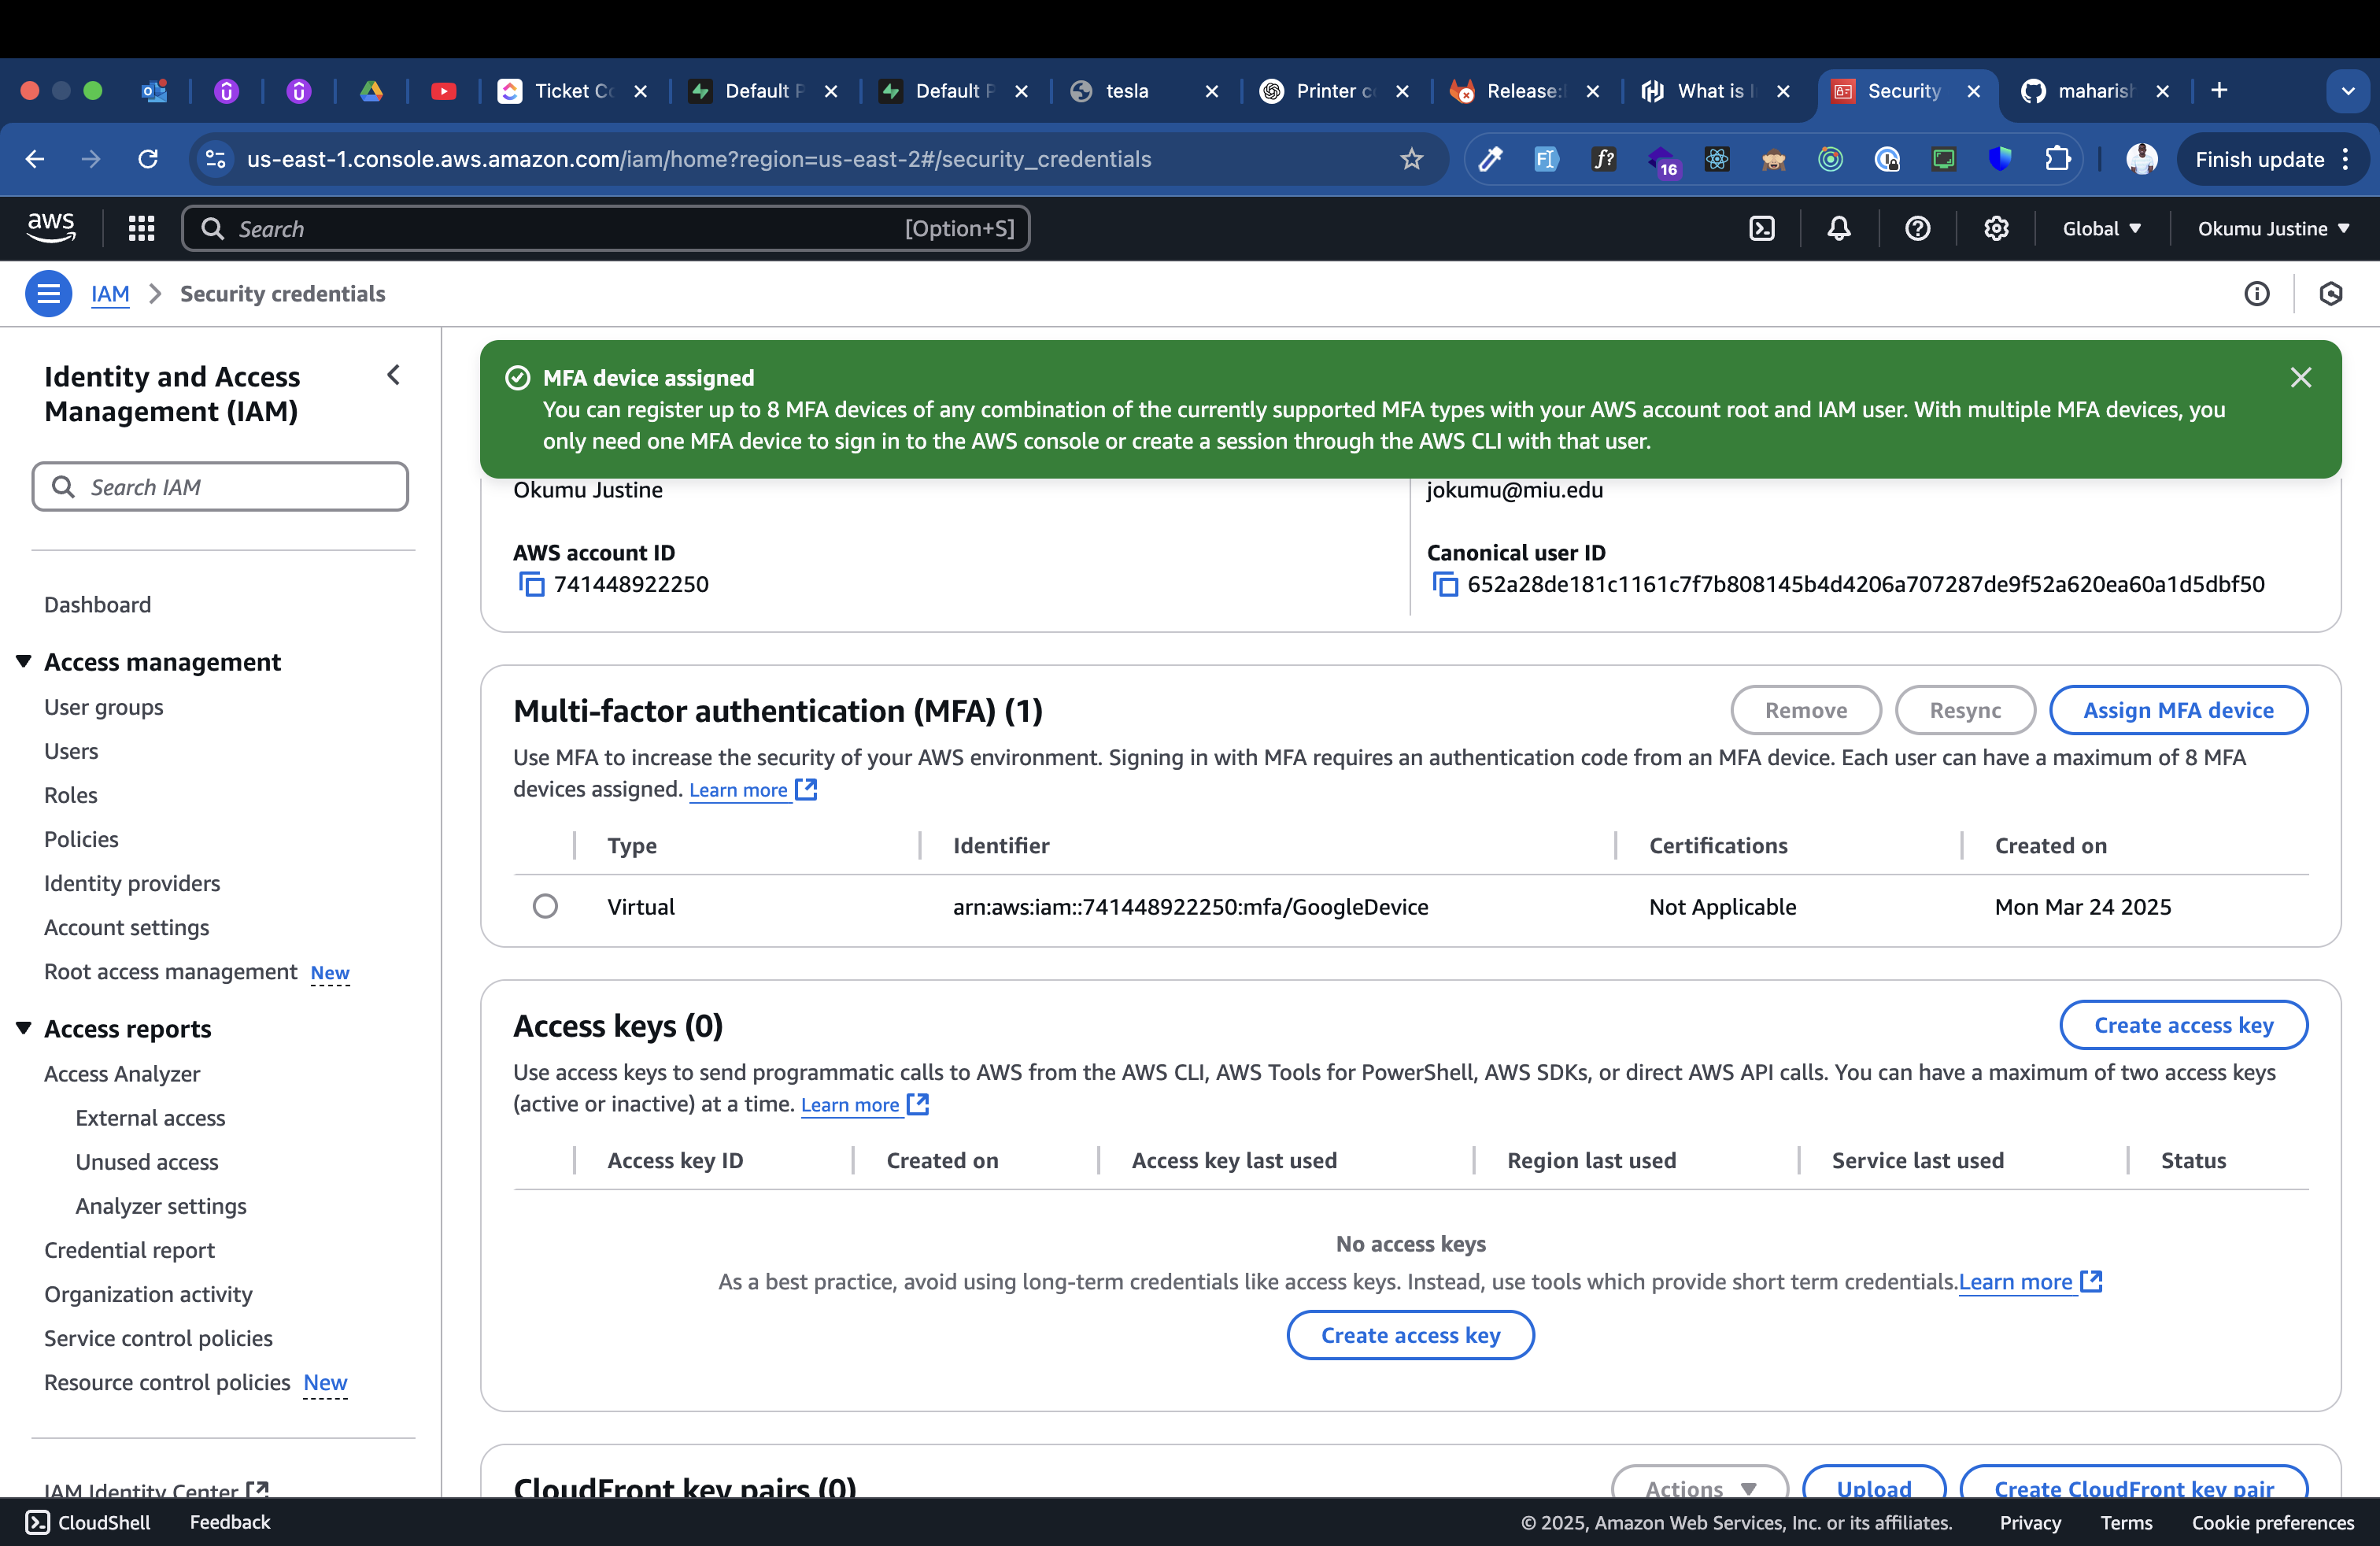 Ticket Co
Default P
Default P
tesla
Printer c
Release:
What is I
Security
maharish
us-east-1.console.aws.amazon.com/iam/home?region=us-east-2#/security_credentials
16
Finish update
aws
Search
[Option+S]
Global
Okumu Justine
IAM
Security credentials
Identity and Access
Management (IAM)
Search IAM
Dashboard
Access management
User groups
Users
Roles
Policies
Identity providers
Account settings
Root access management New
Access reports
Access Analyzer
External access
Unused access
Analyzer settings
Credential report
Organization activity
Service control policies
Resource control policies New
IAM Identity Center
MFA device assigned
You can register up to 8 MFA devices of any combination of the currently supported MFA types with your AWS account root and IAM user. With multiple MFA devices, you
only need one MFA device to sign in to the AWS console or create a session through the AWS CLI with that user.
Okumu Justine
jokumu@miu.edu
AWS account ID
741448922250
Canonical user ID
652a28de181c1161c7f7b808145b4d4206a707287de9f52a620ea60a1d5dbf50
Multi-factor authentication (MFA) (1)
Remove
Resync
Assign MFA device
Use MFA to increase the security of your AWS environment. Signing in with MFA requires an authentication code from an MFA device. Each user can have a maximum of 8 MFA
devices assigned. Learn more
Type
Identifier
Certifications
Created on
Virtual
arn:aws:iam::741448922250:mfa/GoogleDevice
Not Applicable
Mon Mar 24 2025
Access keys (0)
Create access key
Use access keys to send programmatic calls to AWS from the AWS CLI, AWS Tools for PowerShell, AWS SDKs, or direct AWS API calls. You can have a maximum of two access keys
(active or inactive) at a time. Learn more
Access key ID
Created on
Access key last used
Region last used
Service last used
Status
No access keys
As a best practice, avoid using long-term credentials like access keys. Instead, use tools which provide short term credentials. Learn more
Create access key
CloudFront key pairs (0)
Actions
Upload
Create CloudFront key pair
CloudShell
Feedback
© 2025, Amazon Web Services, Inc. or its affiliates.
Privacy
Terms
Cookie preferences